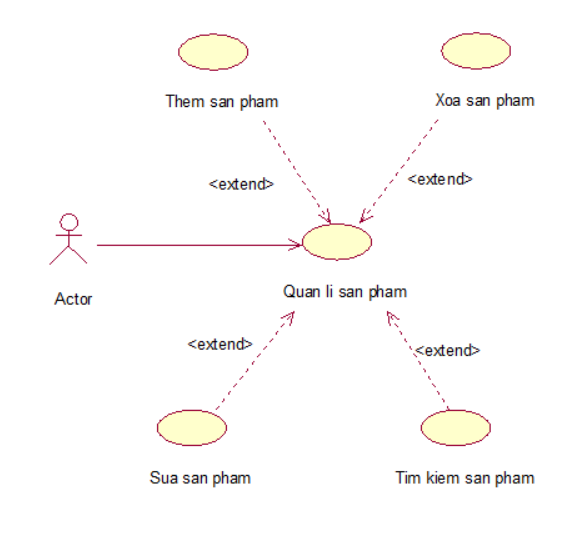 Them san pham
Xoa san pham
<extend>
<extend>
Actor
Quan li san pham
<extend>
<extend>
Sua san pham
Tim kiem san pham